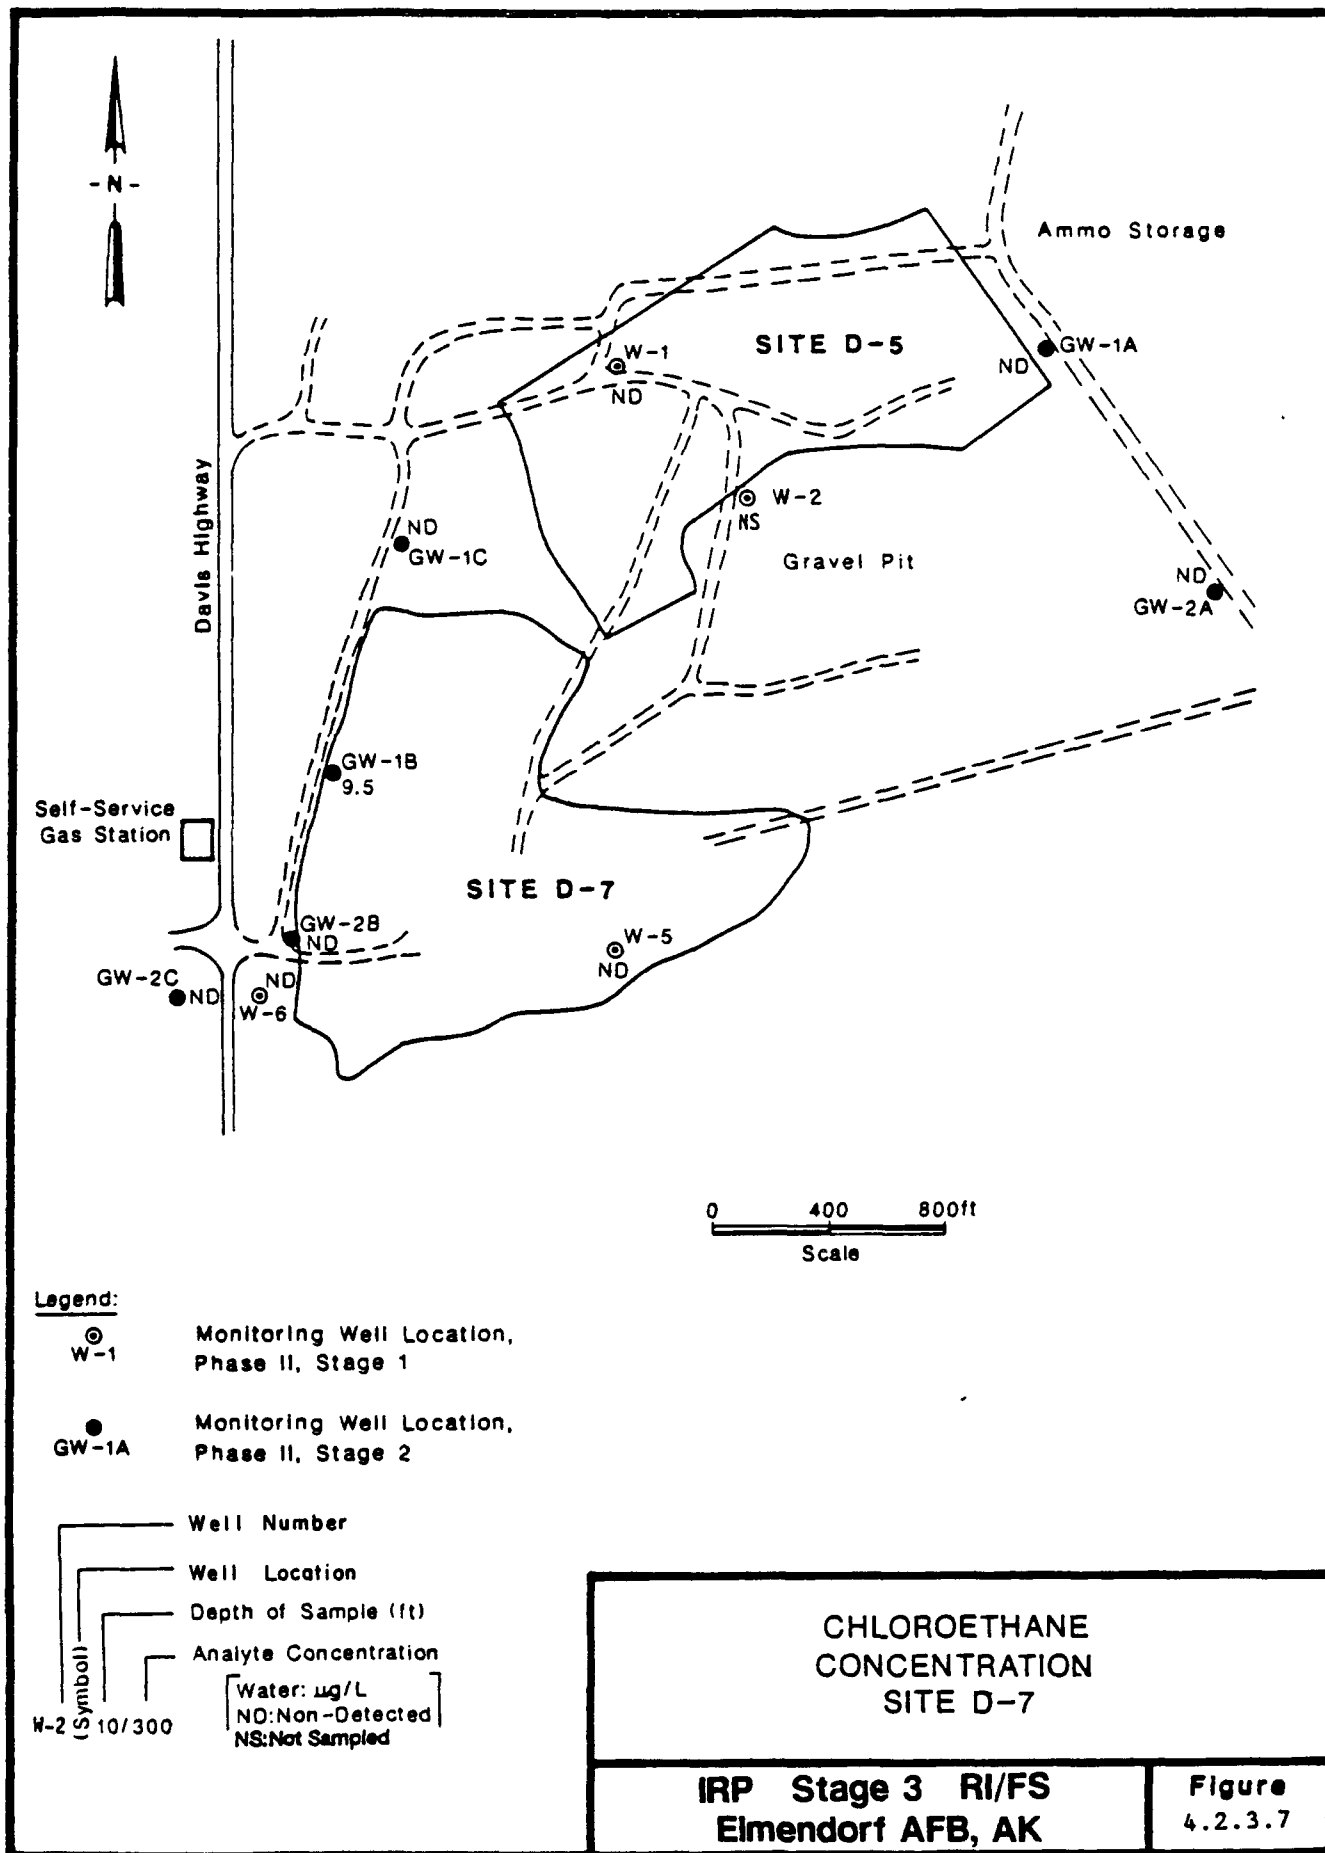 -N-
Ammo Storage
SITE D-5
W-1
ND
GW-1A
ND
Davis Highway
W-2
NS
ND
GW-1C
Gravel Pit
ND
GW-2A
GW-1B
9.5
Self-Service
Gas Station
SITE D-7
GW-2B
ND
W-5
ND
GW-2C
ND
ND
W-6
0 400 800ft
Scale
Legend:
W-1
Monitoring Well Location,
Phase II, Stage 1
GW-1A
Monitoring Well Location,
Phase II, Stage 2
Well Number
Well Location
Depth of Sample (ft)
Analyte Concentration
Water: µg/L
ND:Non-Detected
NS:Not Sampled
W-2 (Symbol) 10/300
CHLOROETHANE
CONCENTRATION
SITE D-7
IRP Stage 3 RI/FS
Elmendorf AFB, AK
Figure
4.2.3.7